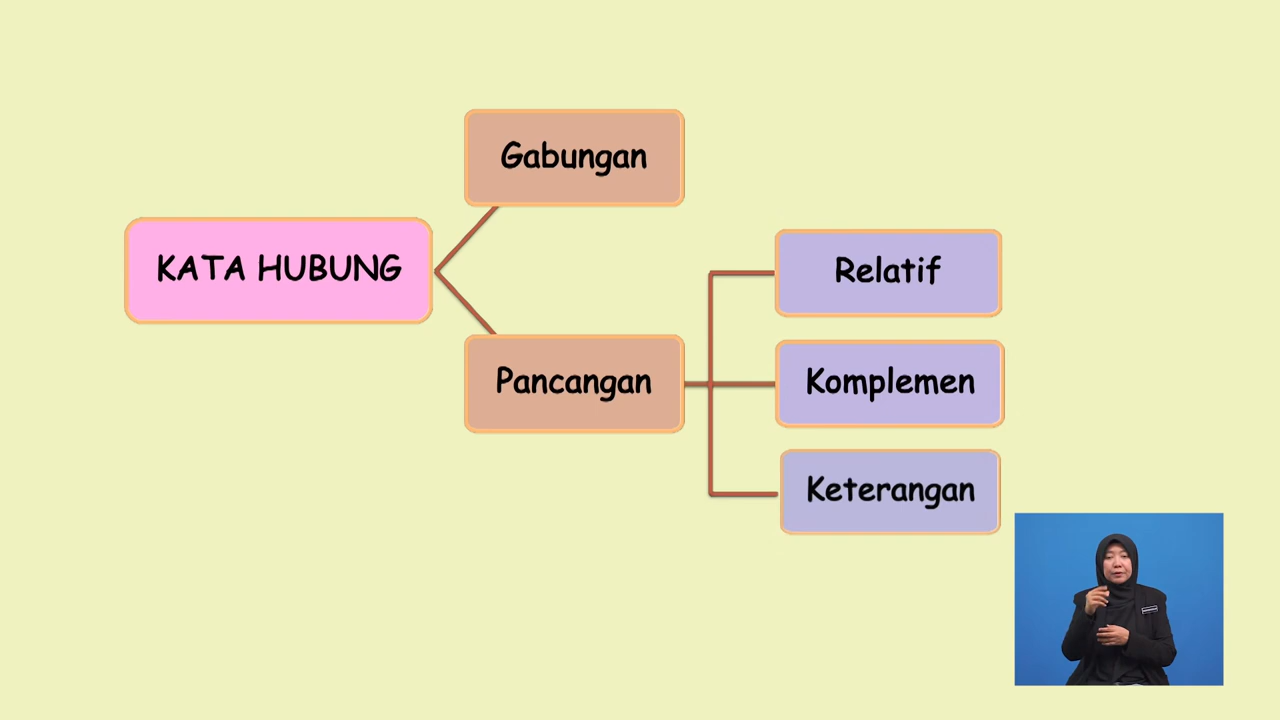 Gabungan
KATA HUBUNG
Relatif
Pancangan
Komplemen
Keterangan